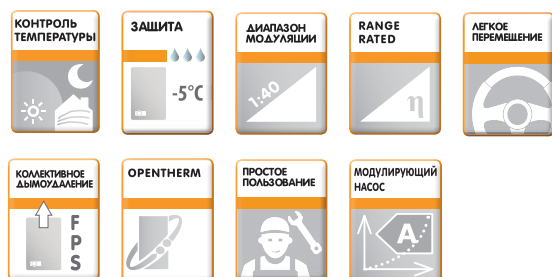 КОНТРОЛЬ
ТЕМПЕРАТУРЫ
ЗАЩИТА
-5°C
ДИАПАЗОН
МОДУЛЯЦИИ
1:40
RANGE
RATED
η
ЛЕГКОЕ
ПЕРЕМЕЩЕНИЕ
КОЛЛЕКТИВНОЕ
ДЫМОУДАЛЕНИЕ
F
P
S
OPENTHERM
ПРОСТОЕ
ПОЛЬЗОВАНИЕ
МОДУЛИРУЮЩИЙ
НАСОС
A